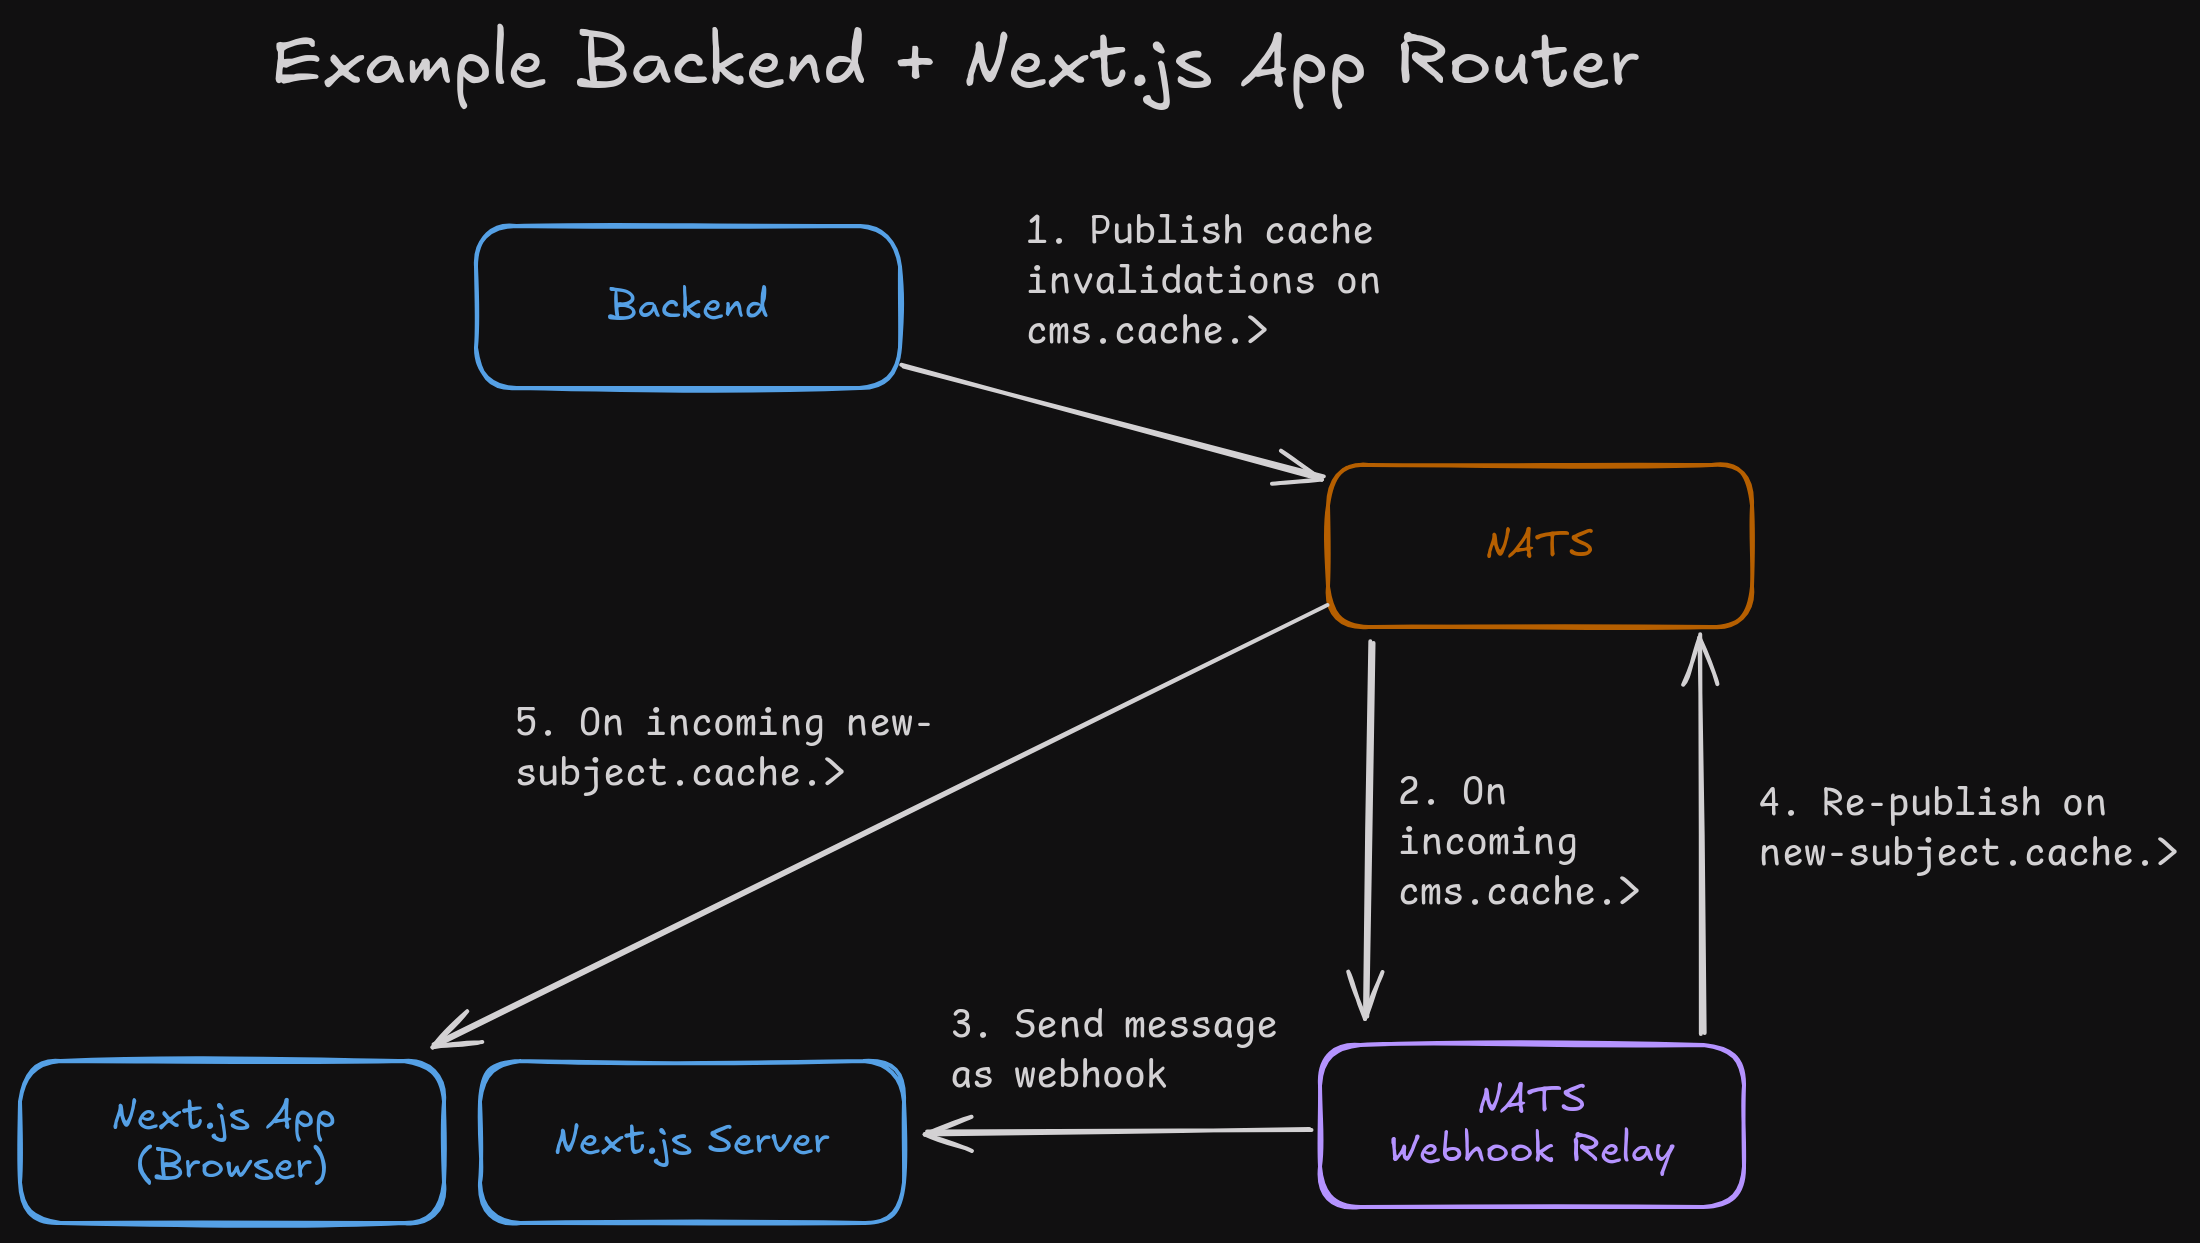 Example Backend + Next.js App Router
Backend
1. Publish cache
invalidations on
cms.cache.>
NATS
5. On incoming new-
subject.cache.>
2. On
incoming
cms.cache.>
4. Re-publish on
new-subject.cache.>
3. Send message
as webhook
Next.js App
(Browser)
Next.js Server
NATS
Webhook Relay